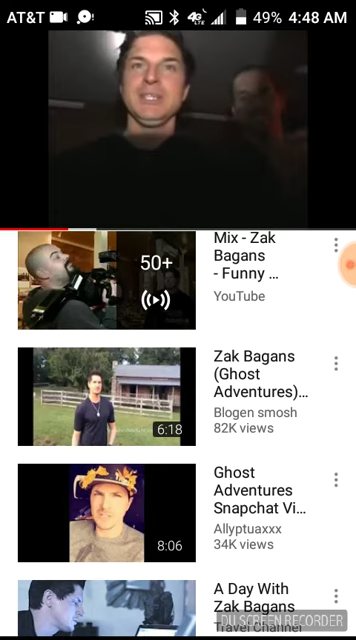 AT&T 4G LTE 49% 4:48 AM
50+
Mix - Zak
Bagans
- Funny ...
YouTube
6:18
Zak Bagans
(Ghost
Adventures)...
Blogen smosh
82K views
8:06
Ghost
Adventures
Snapchat Vi...
Allyptuaxxx
34K views
A Day With
Zak Bagans
Travel Channel
DU SCREEN RECORDER